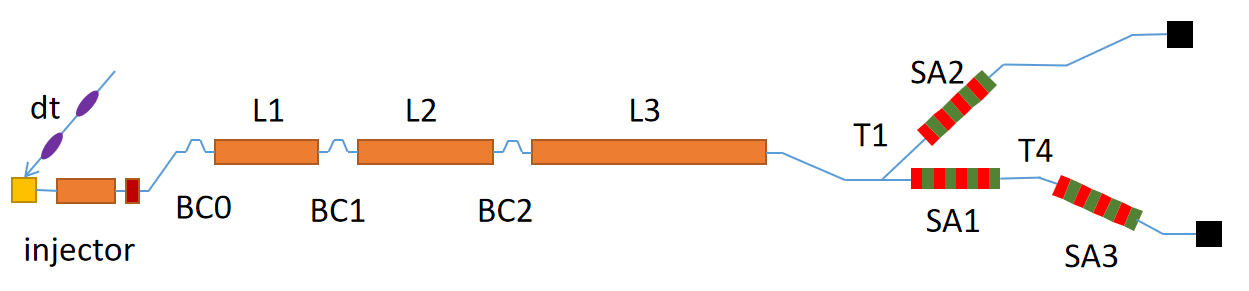 dt
injector
BC0
L1
BC1
L2
BC2
L3
T1
SA2
SA1
T4
SA3